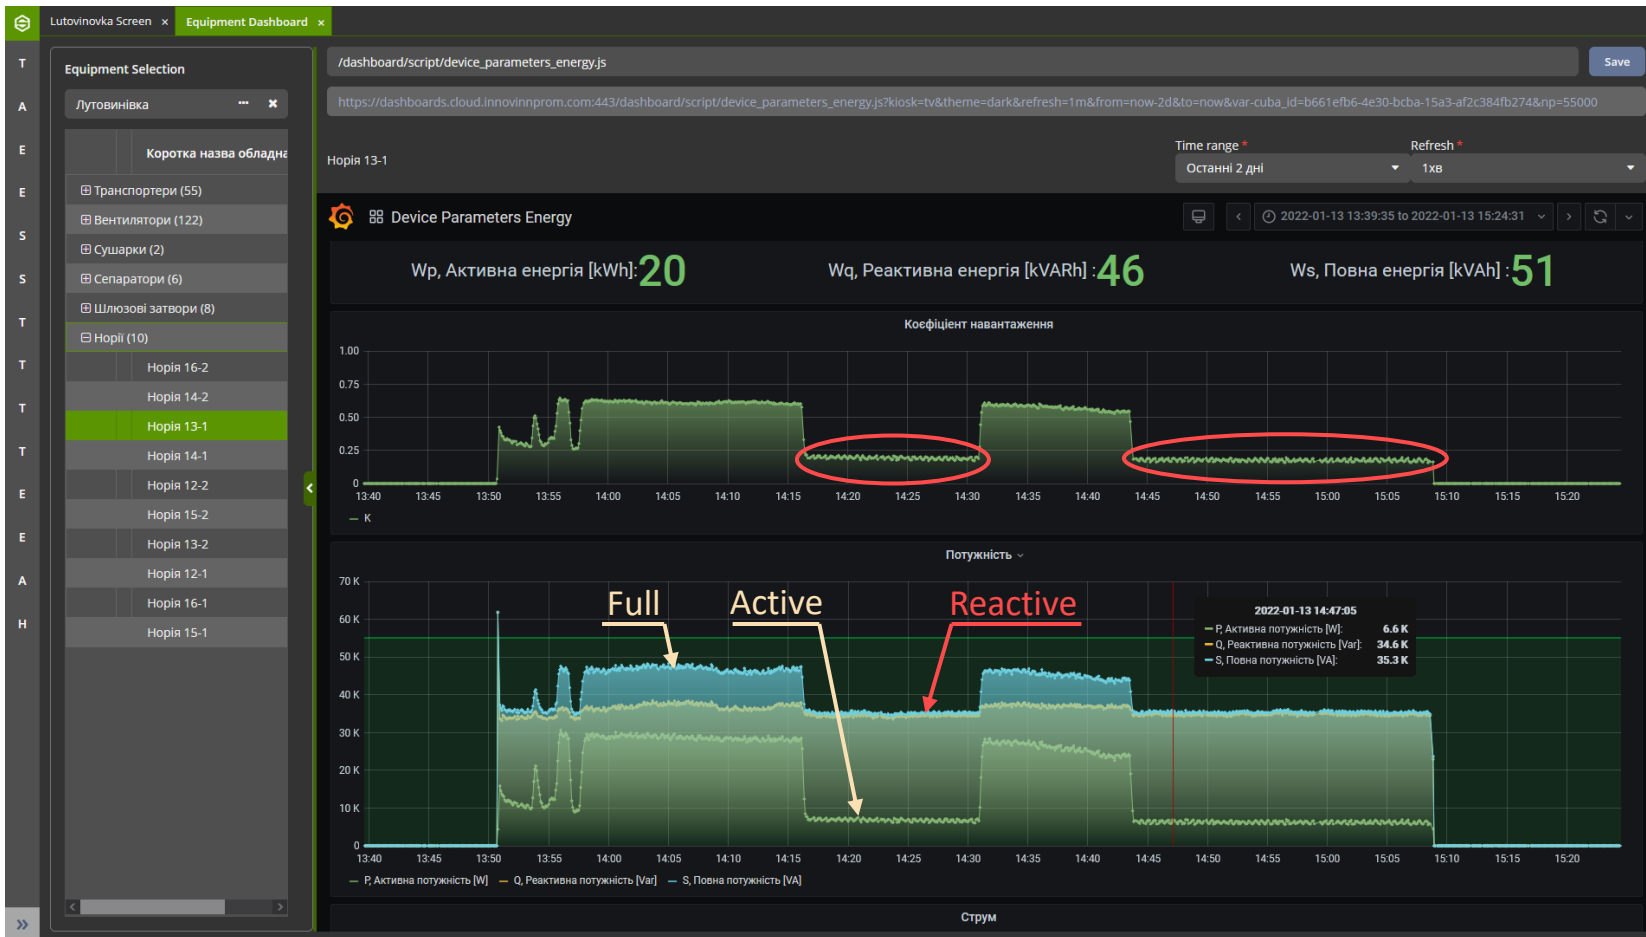 Lutovinovka Screen × Equipment Dashboard ×
T
A
E
E
S
S
T
T
T
T
E
E
A
H
Equipment Selection
Лутовинівка
Коротка назва обладна
Транспортери (55)
Вентилятори (122)
Сушарки (2)
Сепаратори (6)
Шлюзові затвори (8)
Норії (10)
Норія 16-2
Норія 14-2
Норія 13-1
Норія 14-1
Норія 12-2
Норія 15-2
Норія 13-2
Норія 12-1
Норія 16-1
Норія 15-1
/dashboard/script/device_parameters_energy.js
Save
https://dashboards.cloud.innovinnprom.com:443/dashboard/script/device_parameters_energy.js?kiosk=tv&theme=dark&refresh=1m&from=now-2d&to=now&var-cuba_id=b661efb6-4e30-bcba-15a3-af2c384fb274&np=55000
Норія 13-1
Time range *
Останні 2 дні
Refresh *
1хв
Device Parameters Energy
2022-01-13 13:39:35 to 2022-01-13 15:24:31
Wp, Активна енергія [kWh]: 20
Wq, Реактивна енергія [kVARh] : 46
Ws, Повна енергія [kVAh] : 51
Коєфіцієнт навантаження
1.00
0.75
0.50
0.25
0
13:40 13:45 13:50 13:55 14:00 14:05 14:10 14:15 14:20 14:25 14:30 14:35 14:40 14:45 14:50 14:55 15:00 15:05 15:10 15:15 15:20
K
Потужність
70 K
60 K
50 K
40 K
30 K
20 K
10 K
0
Full
Active
Reactive
2022-01-13 14:47:05
P, Активна потужність [W]: 6.6 K
Q, Реактивна потужність [Var]: 34.6 K
S, Повна потужність [VA]: 35.3 K
13:40 13:45 13:50 13:55 14:00 14:05 14:10 14:15 14:20 14:25 14:30 14:35 14:40 14:45 14:50 14:55 15:00 15:05 15:10 15:15 15:20
P, Активна потужність [W] Q, Реактивна потужність [Var] S, Повна потужність [VA]
Струм